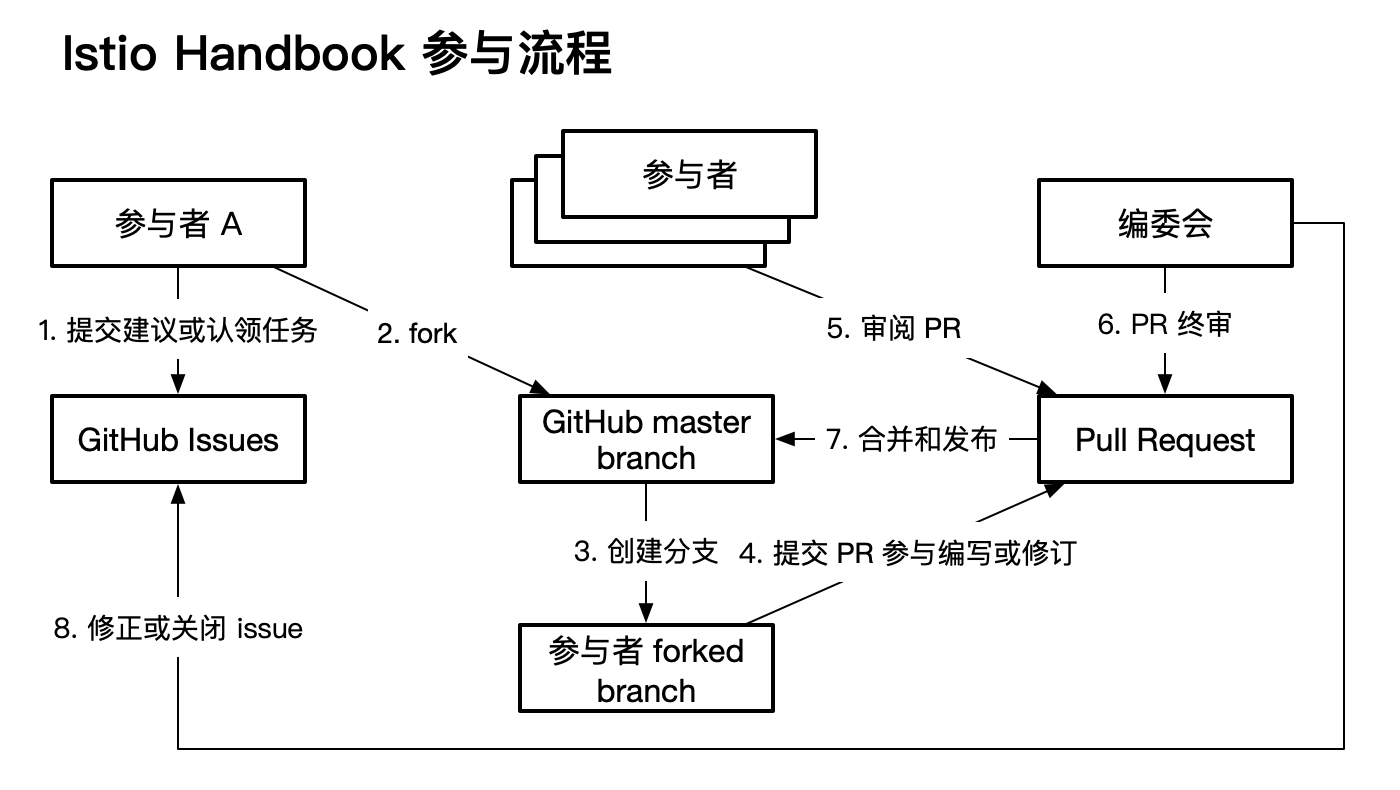 Istio Handbook 参与流程
参与者
参与者 A
编委会
1. 提交建议或认领任务
2. fork
5. 审阅 PR
6. PR 终审
GitHub Issues
GitHub master
branch
7. 合并和发布
Pull Request
3. 创建分支
4. 提交 PR 参与编写或修订
8. 修正或关闭 issue
参与者 forked
branch